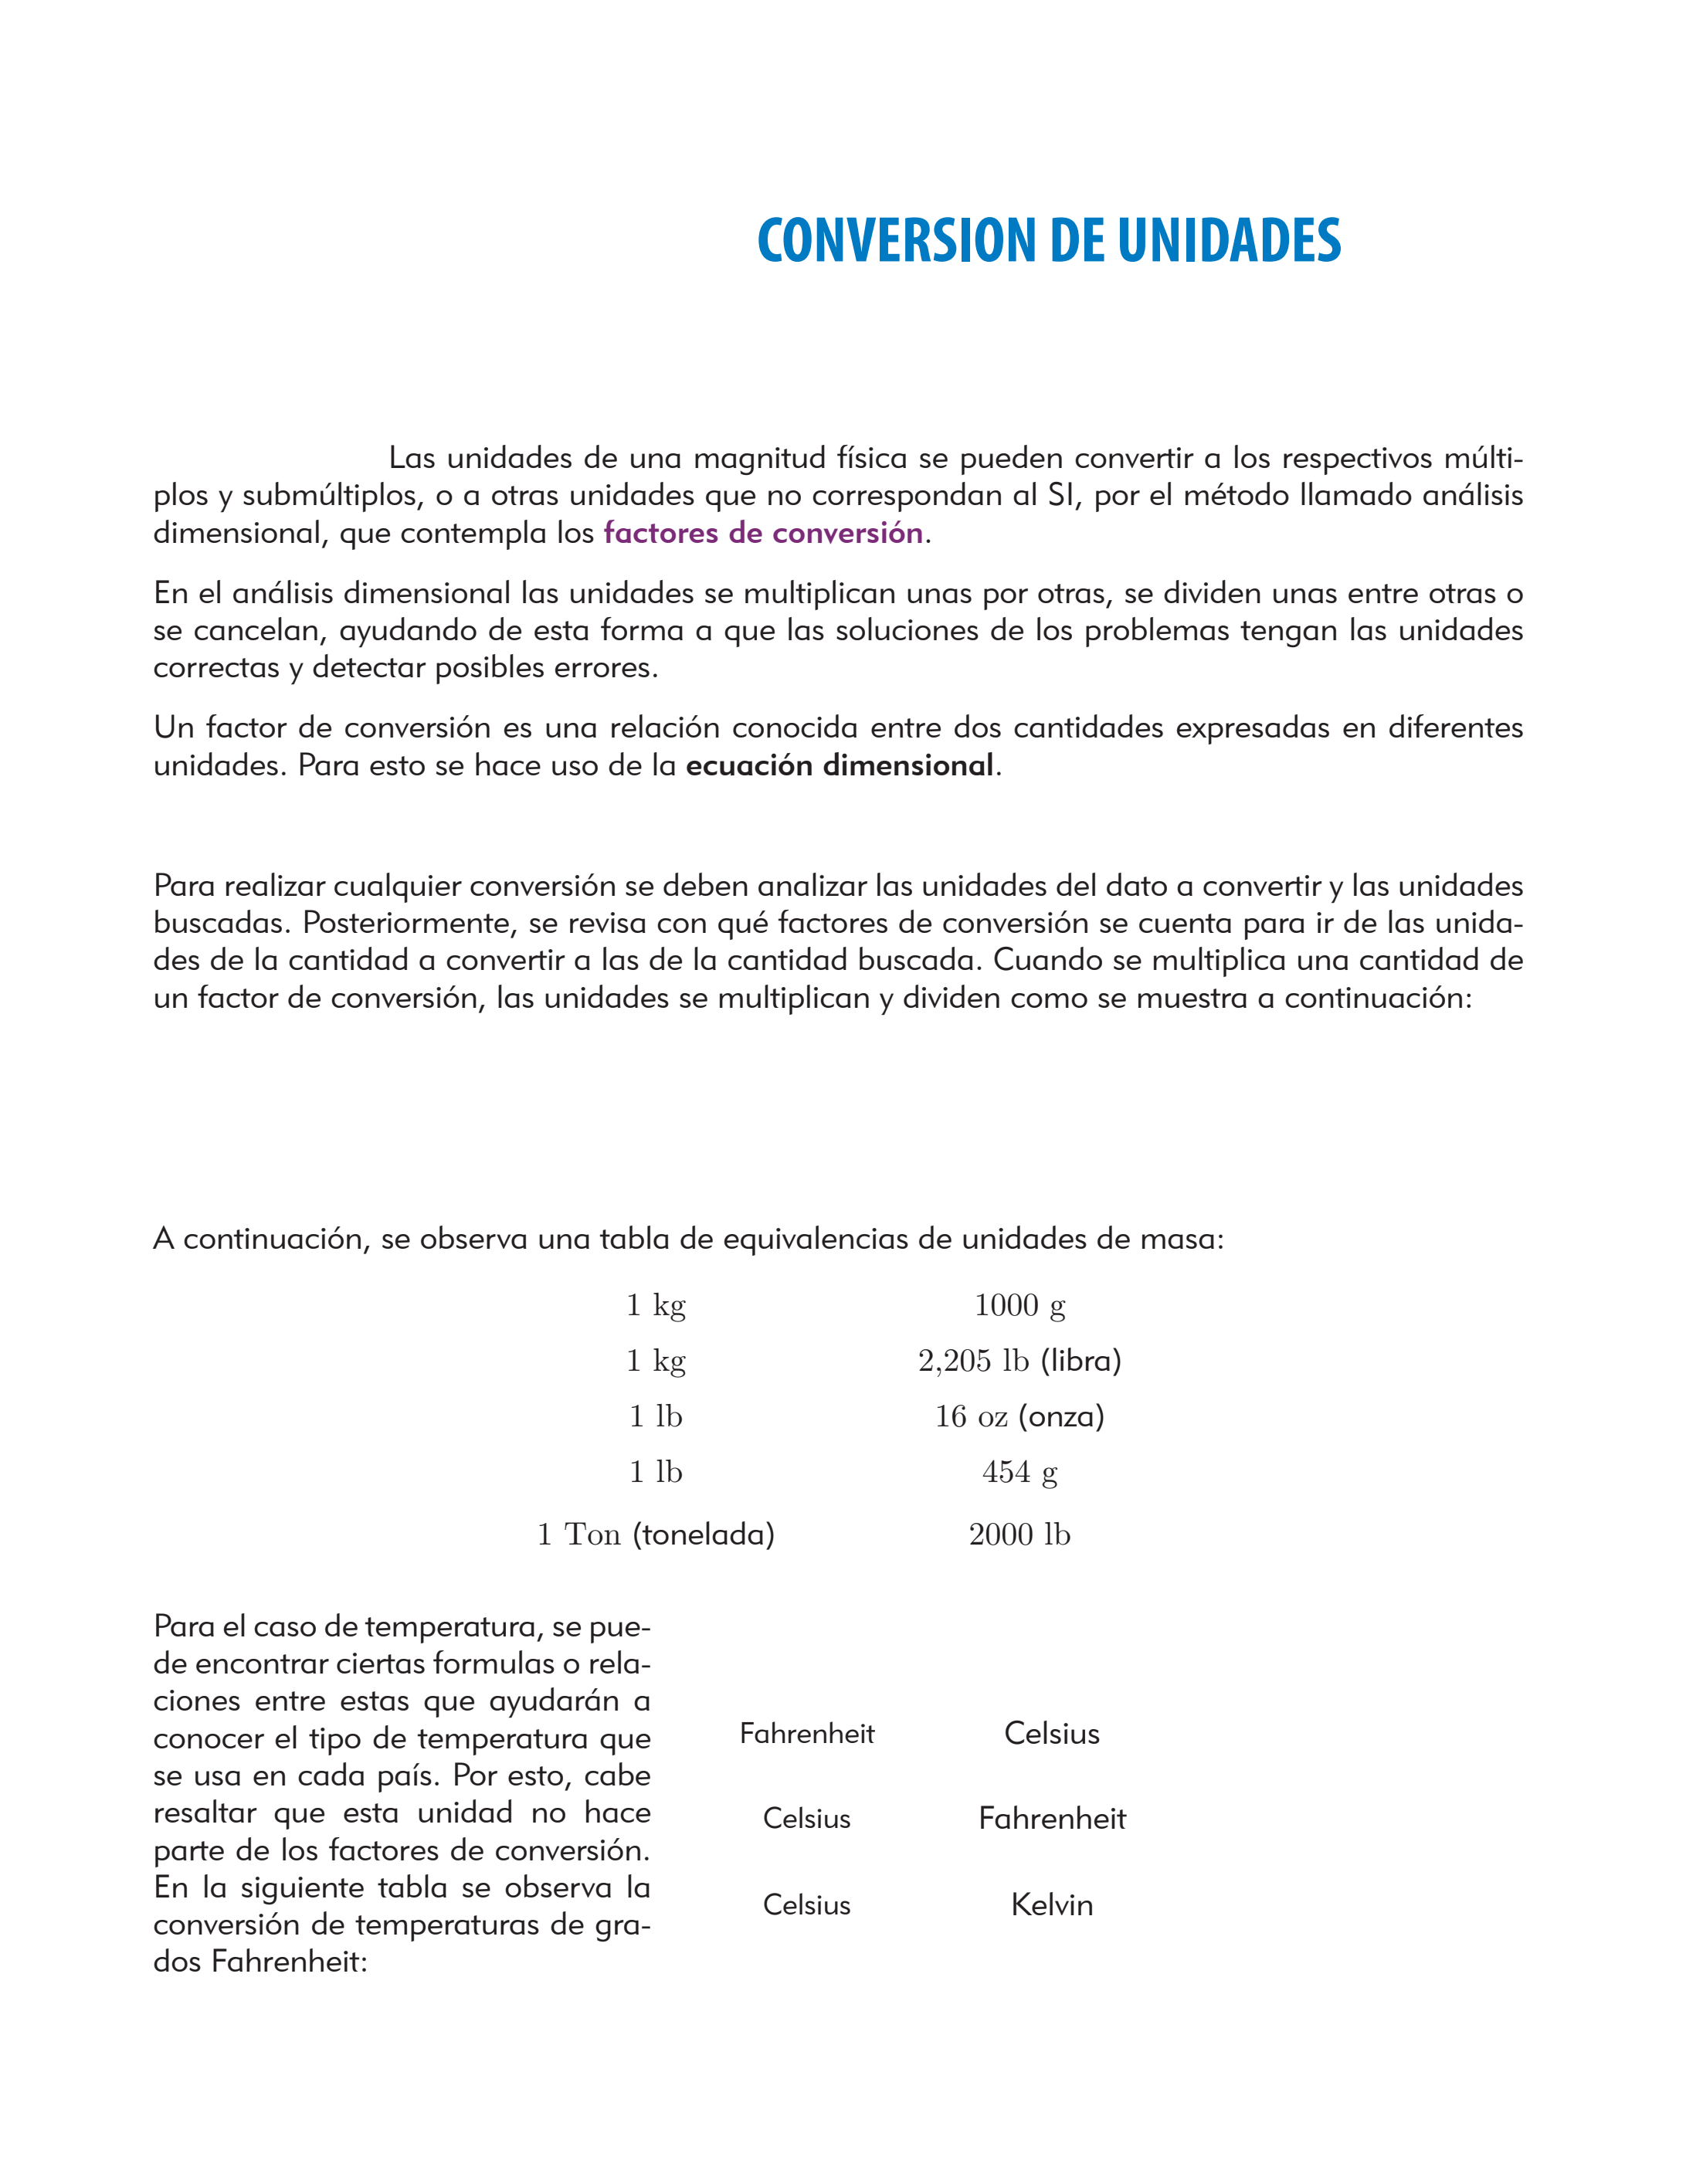 CONVERSION DE UNIDADES
Las unidades de una magnitud física se pueden convertir a los respectivos múlti-
plos y submúltiplos, o a otras unidades que no correspondan al SI, por el método llamado análisis
dimensional, que contempla los factores de conversión.
En el análisis dimensional las unidades se multiplican unas por otras, se dividen unas entre otras o
se cancelan, ayudando de esta forma a que las soluciones de los problemas tengan las unidades
correctas y detectar posibles errores.
Un factor de conversión es una relación conocida entre dos cantidades expresadas en diferentes
unidades. Para esto se hace uso de la ecuación dimensional.
Para realizar cualquier conversión se deben analizar las unidades del dato a convertir y las unidades
buscadas. Posteriormente, se revisa con qué factores de conversión se cuenta para ir de las unida-
des de la cantidad a convertir a las de la cantidad buscada. Cuando se multiplica una cantidad de
un factor de conversión, las unidades se multiplican y dividen como se muestra a continuación:
A continuación, se observa una tabla de equivalencias de unidades de masa:
1 kg 1000 g
1 kg 2,205 lb (libra)
1 lb 16 oz (onza)
1 lb 454 g
1 Ton (tonelada) 2000 lb
Para el caso de temperatura, se pue-
de encontrar ciertas formulas o rela-
ciones entre estas que ayudarán a
conocer el tipo de temperatura que
se usa en cada país. Por esto, cabe
resaltar que esta unidad no hace
parte de los factores de conversión.
En la siguiente tabla se observa la
conversión de temperaturas de gra-
dos Fahrenheit:
Fahrenheit Celsius
Celsius Fahrenheit
Celsius Kelvin